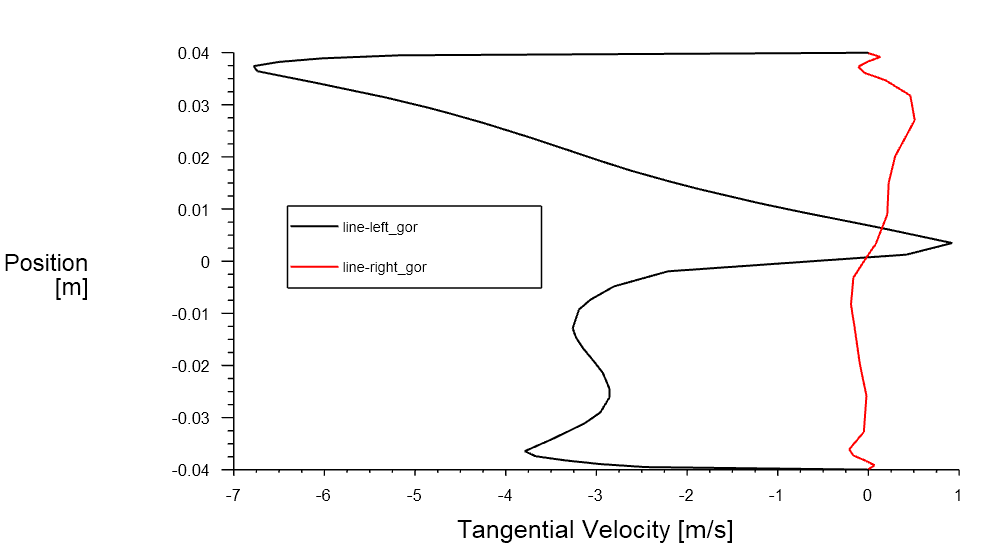 0.04
0.03
0.02
0.01
0
-0.01
-0.02
-0.03
-0.04
Position
[m]
line-left_gor
line-right_gor
-7 -6 -5 -4 -3 -2 -1 0 1
Tangential Velocity [m/s]